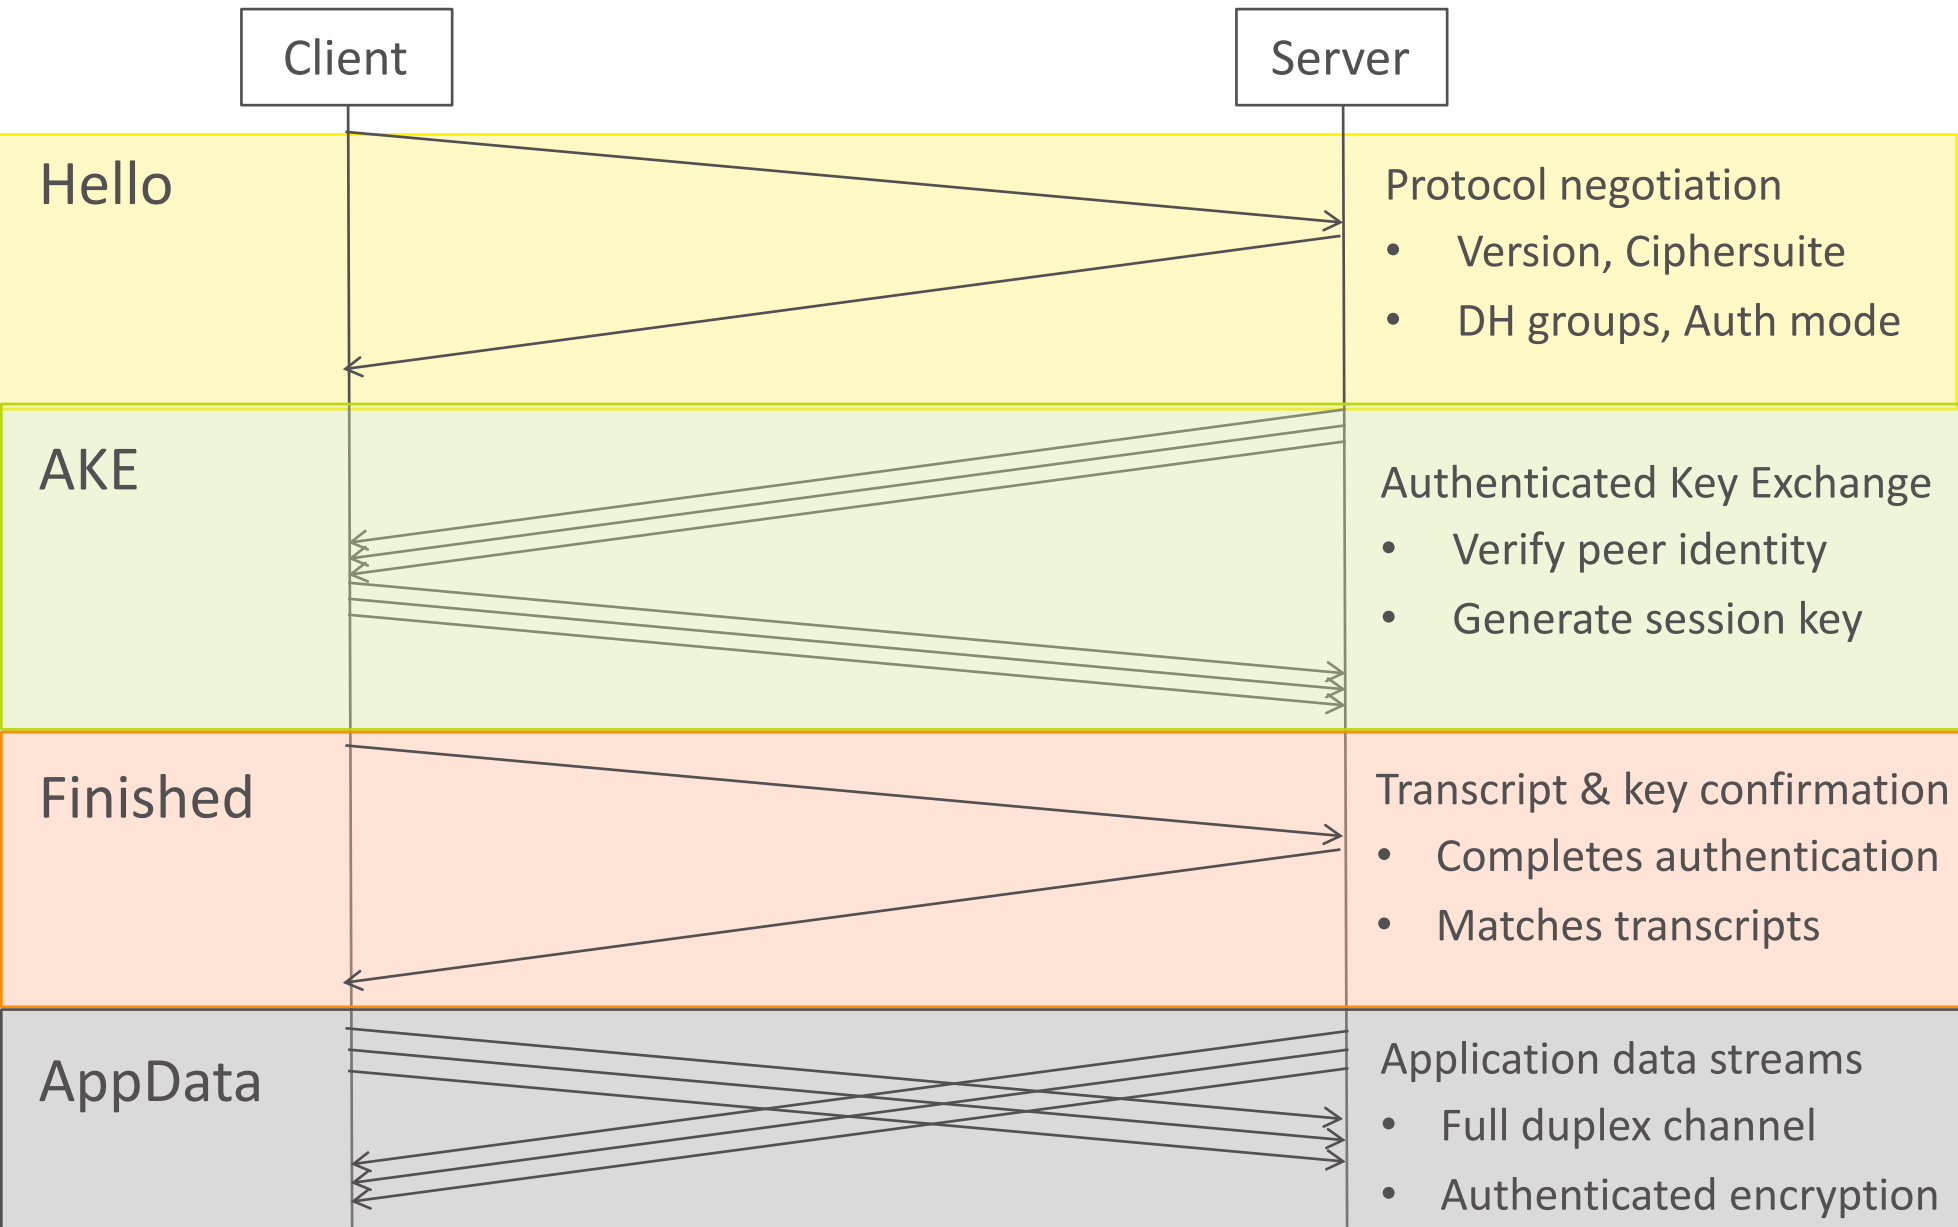 Client
Server
Hello
Protocol negotiation
• Version, Ciphersuite
• DH groups, Auth mode
AKE
Authenticated Key Exchange
• Verify peer identity
• Generate session key
Finished
Transcript & key confirmation
• Completes authentication
• Matches transcripts
AppData
Application data streams
• Full duplex channel
• Authenticated encryption